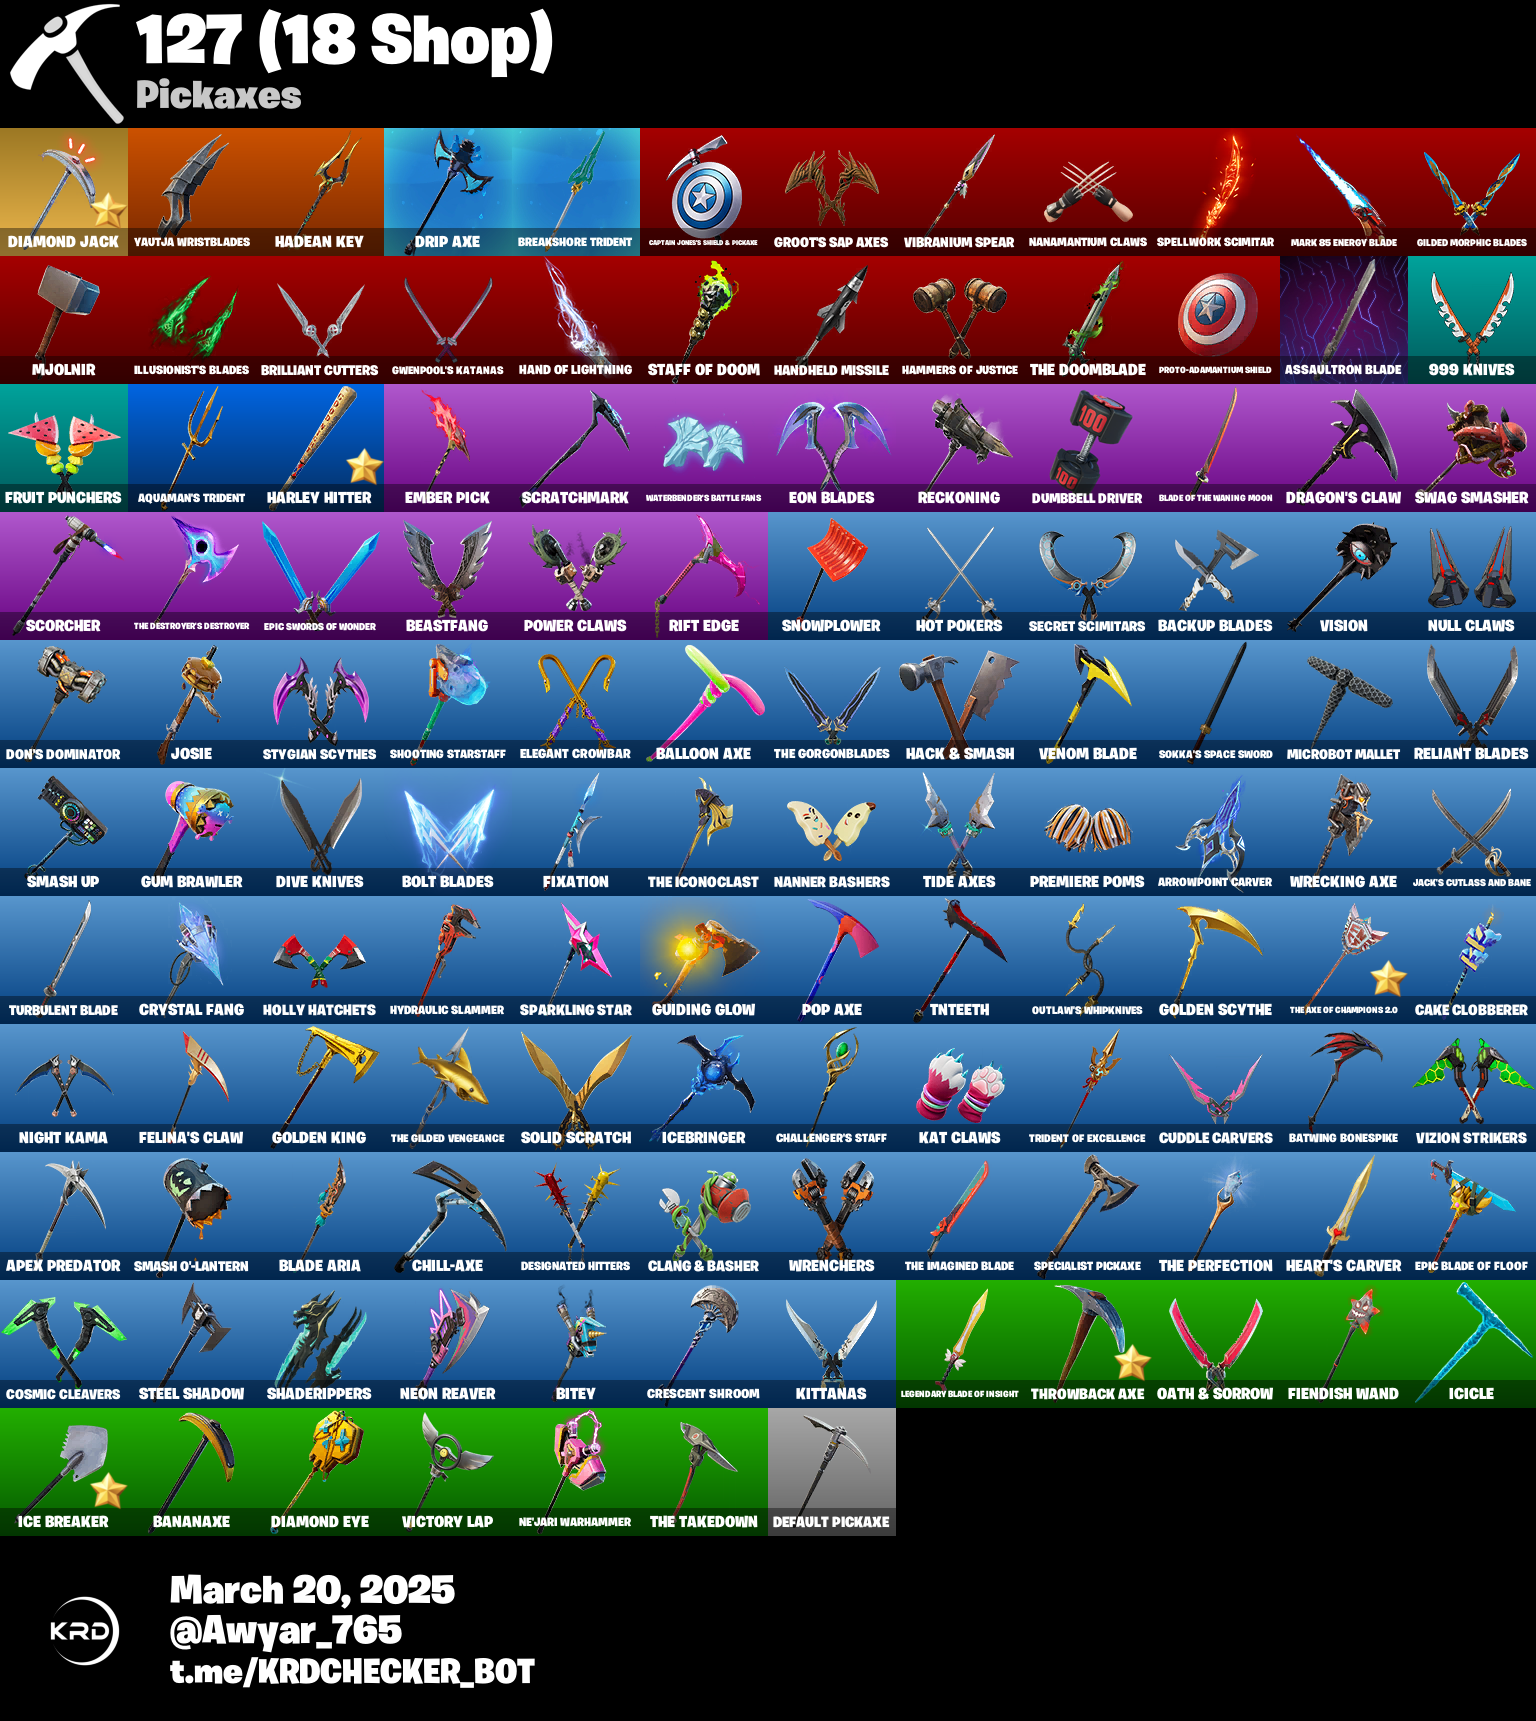 127 (18 Shop)
Pickaxes
DIAMOND JACK YAUTJA WRISTBLADES HADEAN KEY DRIP AXE BREAKSHORE TRIDENT CAPTAIN JONES'S SHIELD & PICKAXE GROOT'S SAP AXES VIBRANIUM SPEAR NANAMANTIUM CLAWS SPELLWORK SCIMITAR MARK 85 ENERGY BLADE GILDED MORPHIC BLADES
MJOLNIR ILLUSIONIST'S BLADES BRILLIANT CUTTERS GWENPOOL'S KATANAS HAND OF LIGHTNING STAFF OF DOOM HANDHELD MISSILE HAMMERS OF JUSTICE THE DOOMBLADE PROTO-ADAMANTIUM SHIELD ASSAULTRON BLADE 999 KNIVES
100
100
FRUIT PUNCHERS AQUAMAN'S TRIDENT HARLEY HITTER EMBER PICK SCRATCHMARK WATERBENDER'S BATTLE FANS EON BLADES RECKONING DUMBBELL DRIVER BLADE OF THE WANING MOON DRAGON'S CLAW SWAG SMASHER
SCORCHER THE DESTROYER'S DESTROYER EPIC SWORDS OF WONDER BEASTFANG POWER CLAWS RIFT EDGE SNOWPLOWER HOT POKERS SECRET SCIMITARS BACKUP BLADES VISION NULL CLAWS
DON'S DOMINATOR JOSIE STYGIAN SCYTHES SHOOTING STARSTAFF ELEGANT CROWBAR BALLOON AXE THE GORGONBLADES HACK & SMASH VENOM BLADE SOKKA'S SPACE SWORD MICROBOT MALLET RELIANT BLADES
SMASH UP GUM BRAWLER DIVE KNIVES BOLT BLADES FIXATION THE ICONOCLAST NANNER BASHERS TIDE AXES PREMIERE POMS ARROWPOINT CARVER WRECKING AXE JACK'S CUTLASS AND BANE
TURBULENT BLADE CRYSTAL FANG HOLLY HATCHETS HYDRAULIC SLAMMER SPARKLING STAR GUIDING GLOW POP AXE TNTEETH OUTLAW'S WHIPKNIVES GOLDEN SCYTHE THE AXE OF CHAMPIONS 2.0 CAKE CLOBBERER
NIGHT KAMA FELINA'S CLAW GOLDEN KING THE GILDED VENGEANCE SOLID SCRATCH ICEBRINGER CHALLENGER'S STAFF KAT CLAWS TRIDENT OF EXCELLENCE CUDDLE CARVERS BATWING BONESPIKE VIZION STRIKERS
APEX PREDATOR SMASH O'-LANTERN BLADE ARIA CHILL-AXE DESIGNATED HITTERS CLANG & BASHER WRENCHERS THE IMAGINED BLADE SPECIALIST PICKAXE THE PERFECTION HEART'S CARVER EPIC BLADE OF FLOOF
COSMIC CLEAVERS STEEL SHADOW SHADERIPPERS NEON REAVER BITEY CRESCENT SHROOM KITTANAS LEGENDARY BLADE OF INSIGHT THROWBACK AXE OATH & SORROW FIENDISH WAND ICICLE
ICE BREAKER BANANAXE DIAMOND EYE VICTORY LAP NE'JARI WARHAMMER THE TAKEDOWN DEFAULT PICKAXE
March 20, 2025
KRD
@Awyar_765
t.me/KRDCHECKER_BOT